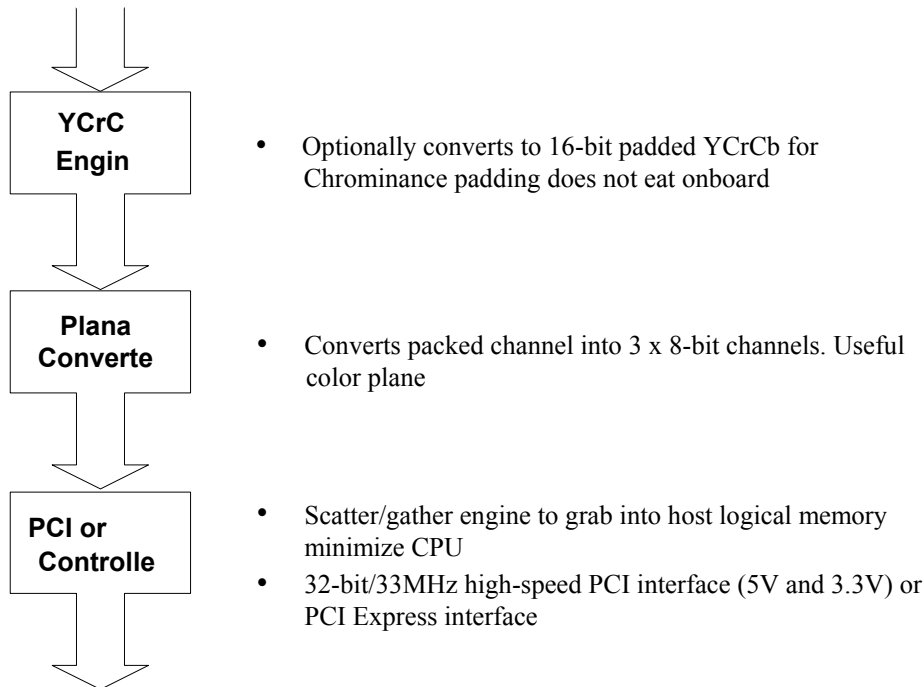 YCrC
Engin
• Optionally converts to 16-bit padded YCrCb for
Chrominance padding does not eat onboard
Plana
Converte
• Converts packed channel into 3 x 8-bit channels. Useful
color plane
PCI or
Controlle
• Scatter/gather engine to grab into host logical memory
minimize CPU
• 32-bit/33MHz high-speed PCI interface (5V and 3.3V) or
PCI Express interface